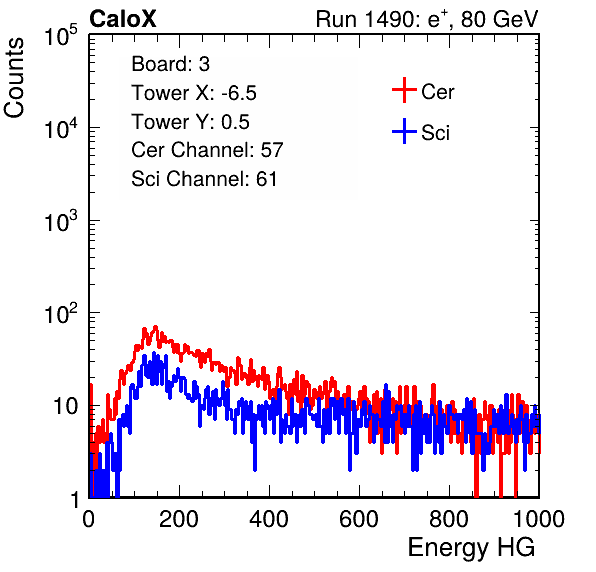 CaloX Run 1490: e⁺, 80 GeV
Counts
10⁵
10⁴
10³
10²
10
1
Board: 3
Tower X: -6.5
Tower Y: 0.5
Cer Channel: 57
Sci Channel: 61
Cer
Sci
0 200 400 600 800 1000
Energy HG